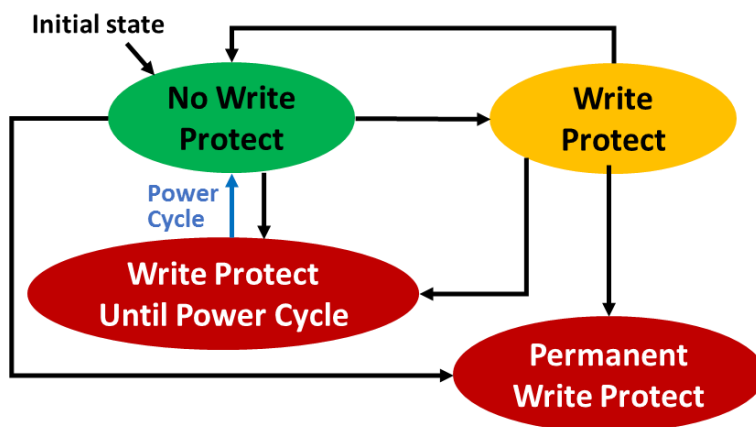 Initial state
No Write
Protect
Write
Protect
Power
Cycle
Write Protect
Until Power Cycle
Permanent
Write Protect